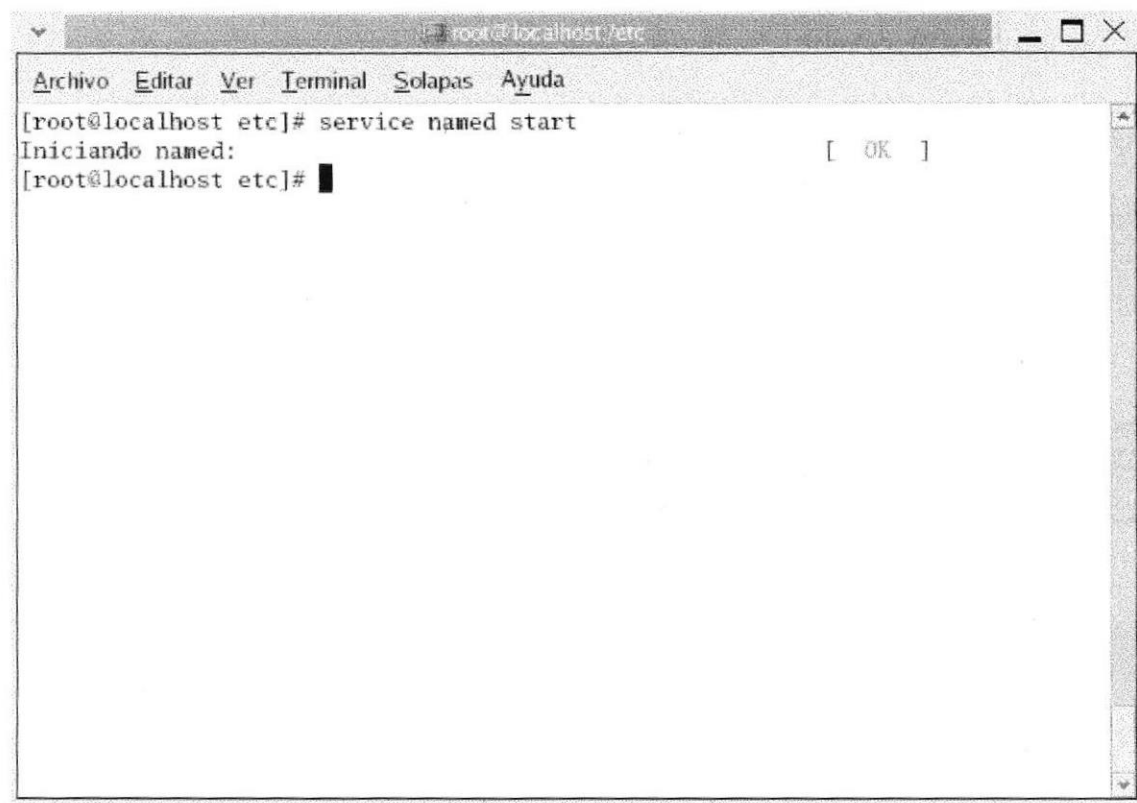 root@localhost:/etc
Archivo Editar Ver Terminal Solapas Ayuda
[root@localhost etc]# service named start
Iniciando named: [ OK ]
[root@localhost etc]#